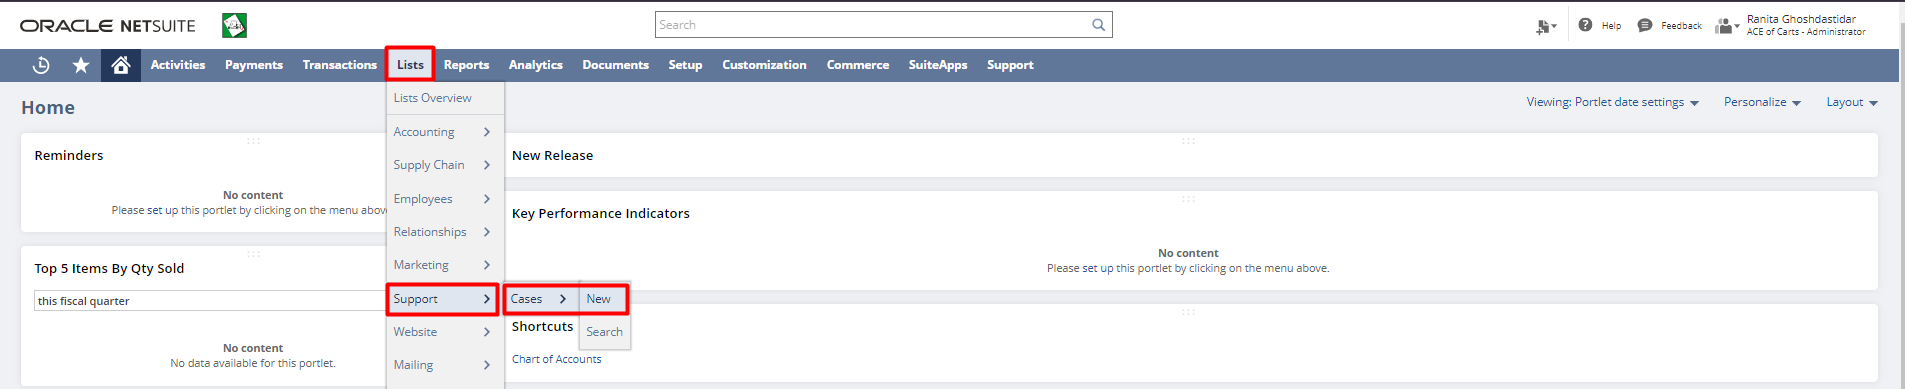 ORACLE NETSUITE
Search
Help
Feedback
Ranita Ghoshdastidar
ACE of Carts - Administrator
Activities Payments Transactions Lists Reports Analytics Documents Setup Customization Commerce SuiteApps Support
Home
Viewing: Portlet date settings
Personalize
Layout
Lists Overview
Accounting
Supply Chain
Employees
Relationships
Marketing
Support
Website
Mailing
Cases
New
Search
Reminders
No content
Please set up this portlet by clicking on the menu above
Top 5 Items By Qty Sold
this fiscal quarter
No content
No data available for this portlet.
New Release
Key Performance Indicators
No content
Please set up this portlet by clicking on the menu above.
Shortcuts
Chart of Accounts